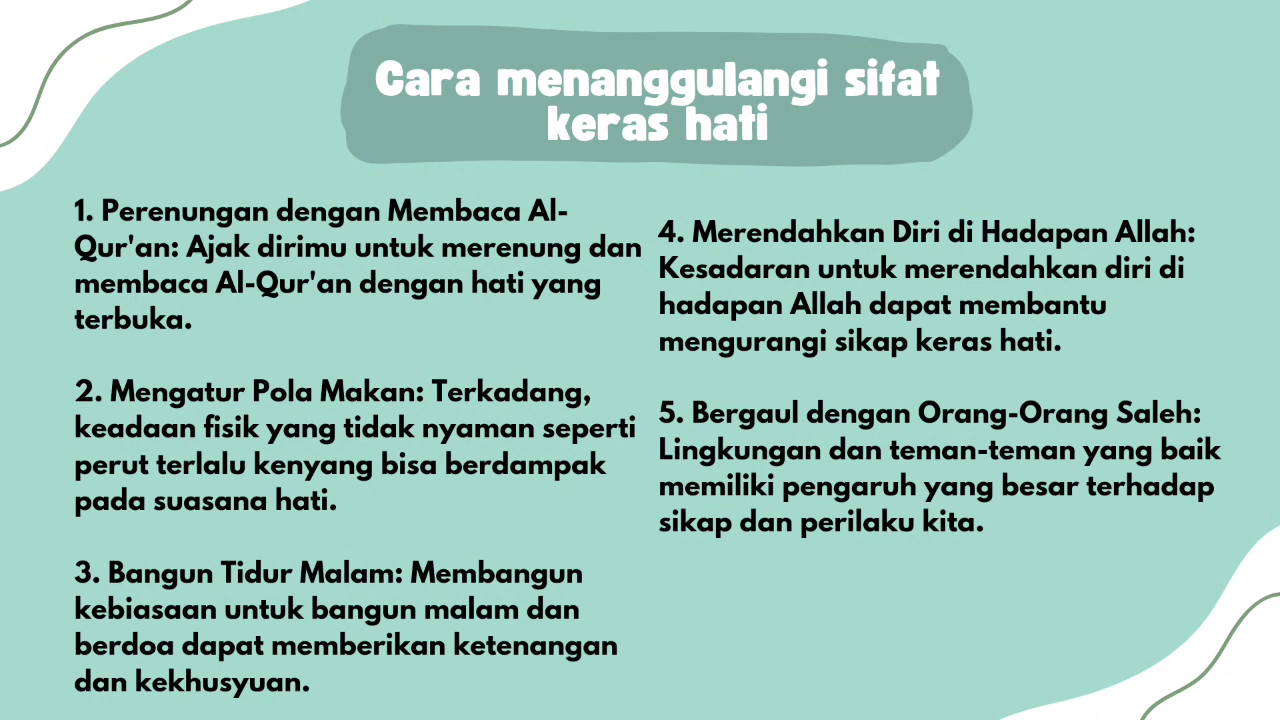 Cara menanggulangi sifat
keras hati
1. Perenungan dengan Membaca Al-
Qur'an: Ajak dirimu untuk merenung dan
membaca Al-Qur'an dengan hati yang
terbuka.
2. Mengatur Pola Makan: Terkadang,
keadaan fisik yang tidak nyaman seperti
perut terlalu kenyang bisa berdampak
pada suasana hati.
3. Bangun Tidur Malam: Membangun
kebiasaan untuk bangun malam dan
berdoa dapat memberikan ketenangan
dan kekhusyuan.
4. Merendahkan Diri di Hadapan Allah:
Kesadaran untuk merendahkan diri di
hadapan Allah dapat membantu
mengurangi sikap keras hati.
5. Bergaul dengan Orang-Orang Saleh:
Lingkungan dan teman-teman yang baik
memiliki pengaruh yang besar terhadap
sikap dan perilaku kita.